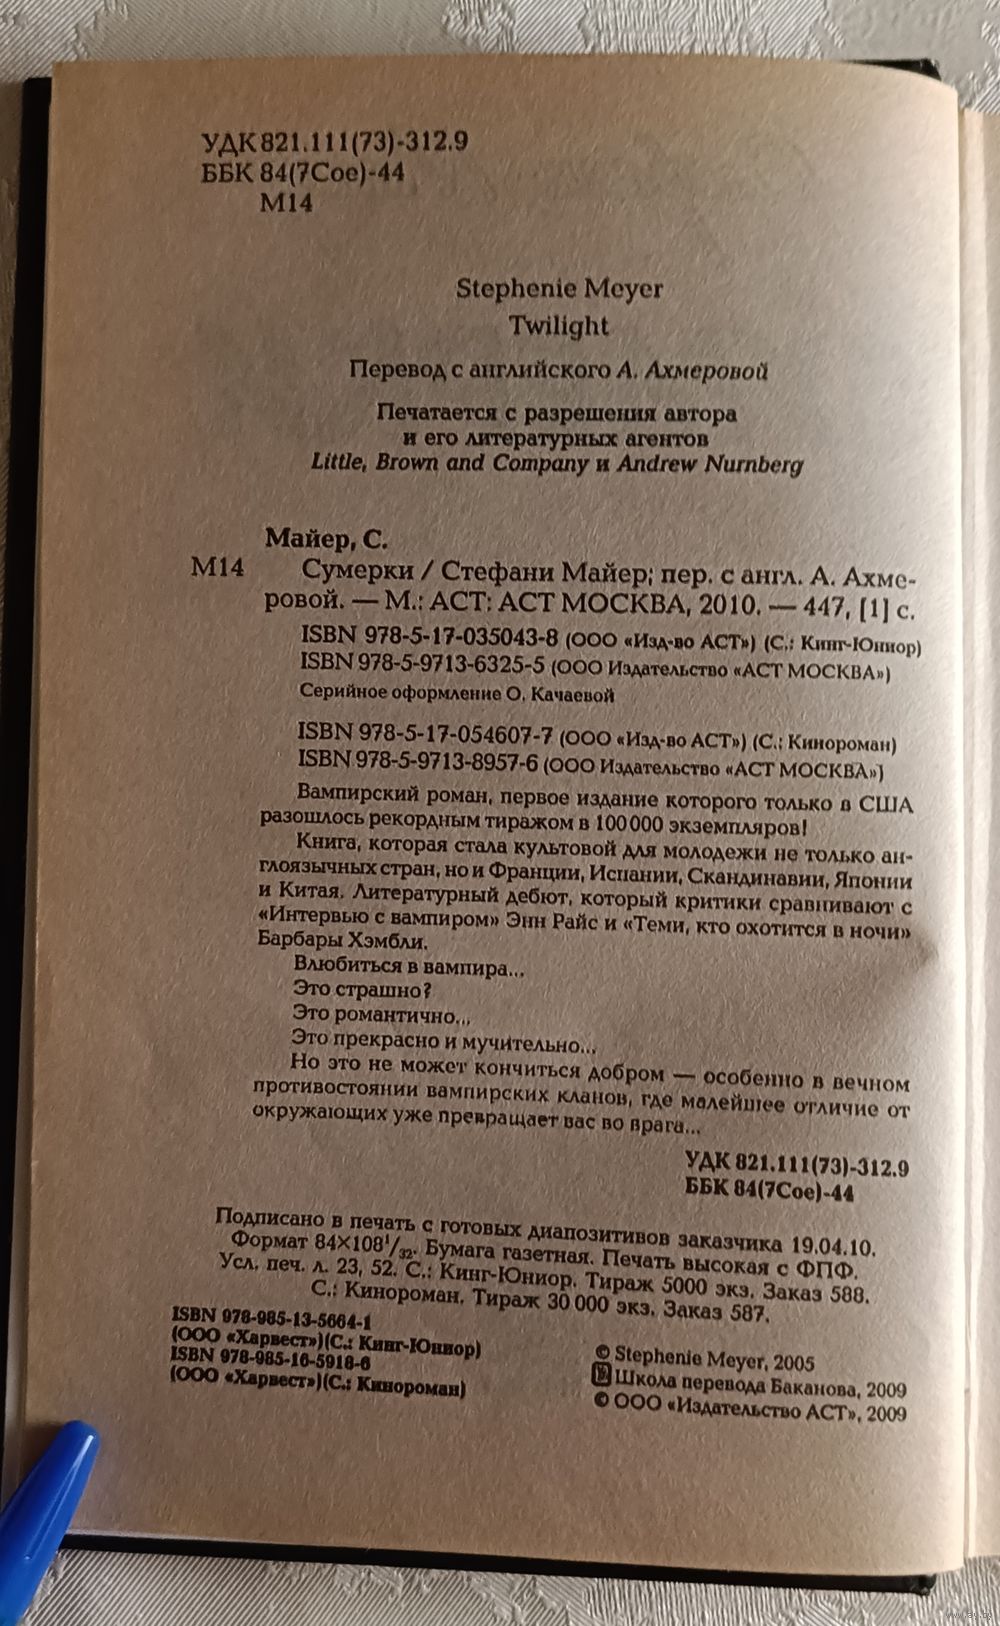 УДК 821.111(73)-312.9
ББК 84(7Сое)-44
М14
Stephenie Meyer
Twilight
Перевод с английского А. Ахмеровой
Печатается с разрешения автора
и его литературных агентов
Little, Brown and Company и Andrew Nurnberg
Майер, С.
М14 Сумерки / Стефани Майер; пер. с англ. А. Ахме-
ровой. — М.: АСТ: АСТ МОСКВА, 2010. — 447, [1] с.
ISBN 978-5-17-035043-8 (ООО «Изд-во АСТ») (С.: Кинг-Юниор)
ISBN 978-5-9713-6325-5 (ООО Издательство «АСТ МОСКВА»)
Серийное оформление О. Качаевой
ISBN 978-5-17-054607-7 (ООО «Изд-во АСТ») (С.: Кинороман)
ISBN 978-5-9713-8957-6 (ООО Издательство «АСТ МОСКВА»)
Вампирский роман, первое издание которого только в США
разошлось рекордным тиражом в 100 000 экземпляров!
Книга, которая стала культовой для молодежи не только ан-
глоязычных стран, но и Франции, Испании, Скандинавии, Японии
и Китая. Литературный дебют, который критики сравнивают с
«Интервью с вампиром» Энн Райс и «Теми, кто охотится в ночи»
Барбары Хэмбли.
Влюбиться в вампира...
Это страшно?
Это романтично...
Это прекрасно и мучительно...
Но это не может кончиться добром — особенно в вечном
противостоянии вампирских кланов, где малейшее отличие от
окружающих уже превращает вас во врага...
УДК 821.111(73)-312.9
ББК 84(7Сое)-44
Подписано в печать с готовых диапозитивов заказчика 19.04.10.
Формат 84×108¹/₃₂. Бумага газетная. Печать высокая с ФПФ.
Усл. печ. л. 23, 52. С.: Кинг-Юниор. Тираж 5000 экз. Заказ 588.
С.: Кинороман. Тираж 30 000 экз. Заказ 587.
ISBN 978-985-13-5664-1
(ООО «Харвест»)(С.: Кинг-Юниор)
ISBN 978-985-16-5918-6
(ООО «Харвест»)(С.: Кинороман)
© Stephenie Meyer, 2005
Школа перевода Баканова, 2009
© ООО «Издательство АСТ», 2009